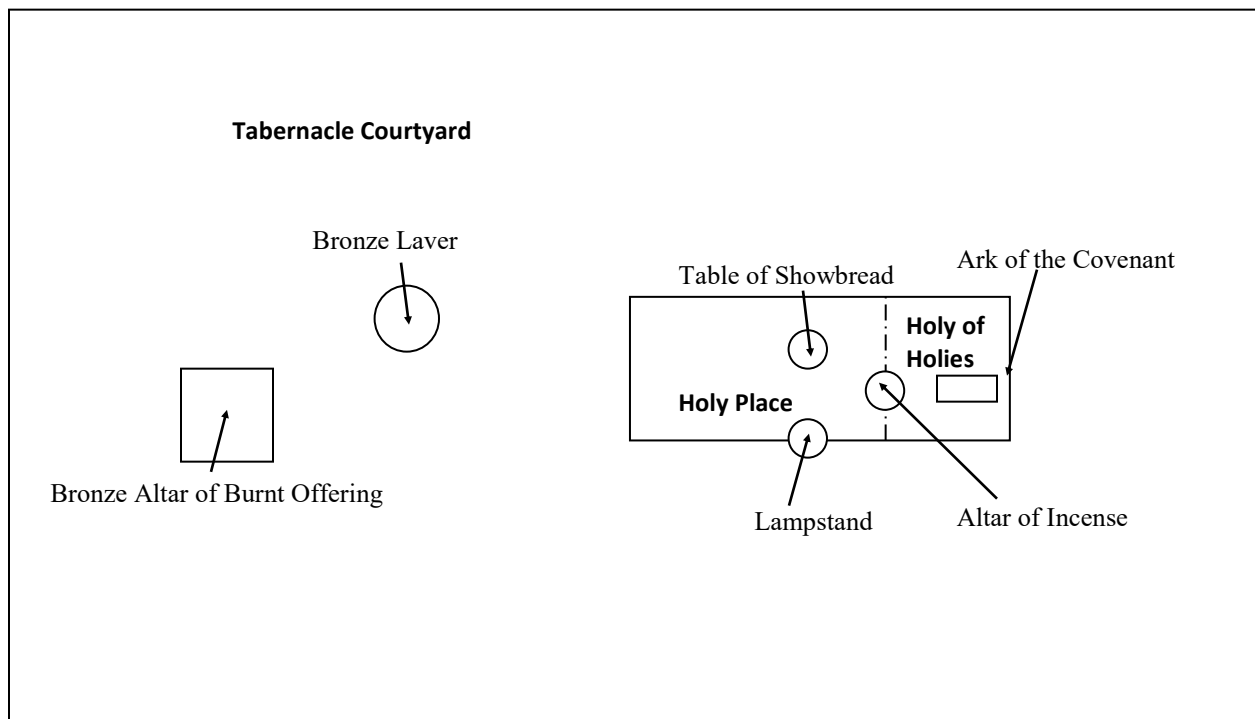 Tabernacle Courtyard
Bronze Laver
Table of Showbread
Ark of the Covenant
Holy of
Holies
Holy Place
Bronze Altar of Burnt Offering
Lampstand
Altar of Incense